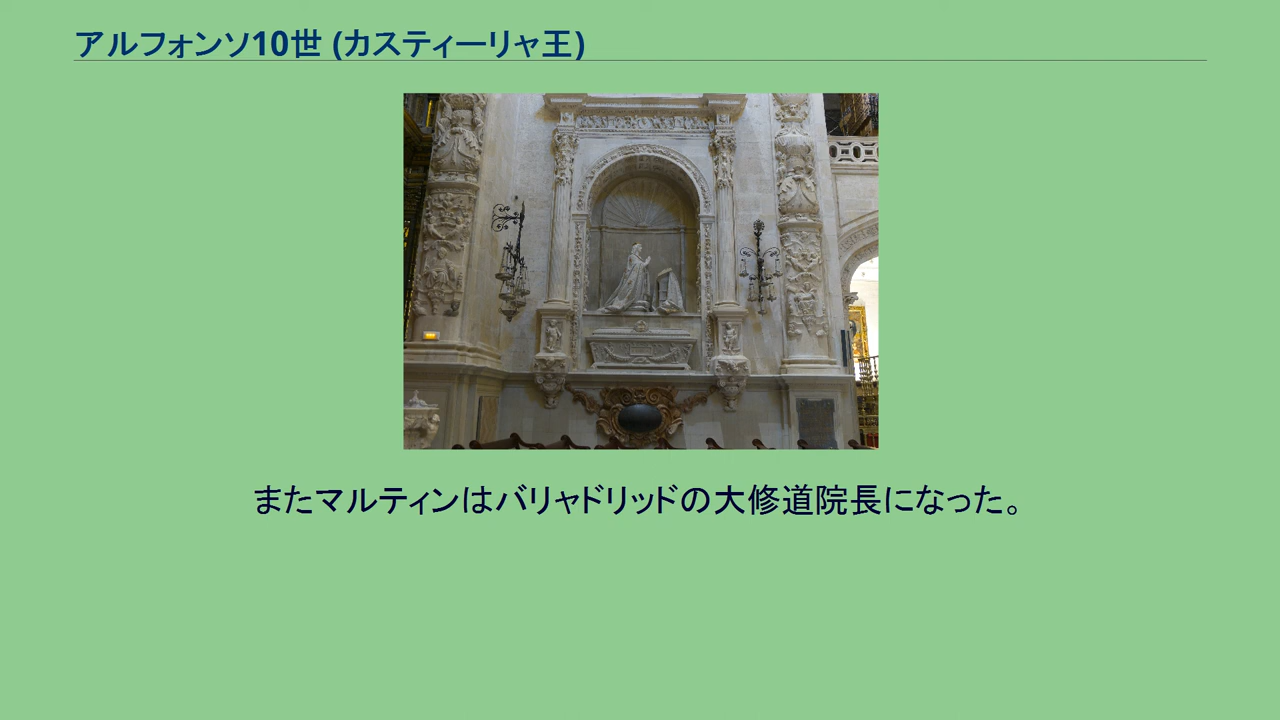 アルフォンソ10世 (カスティーリャ王)
またマルティンはバリャドリッドの大修道院長になった。